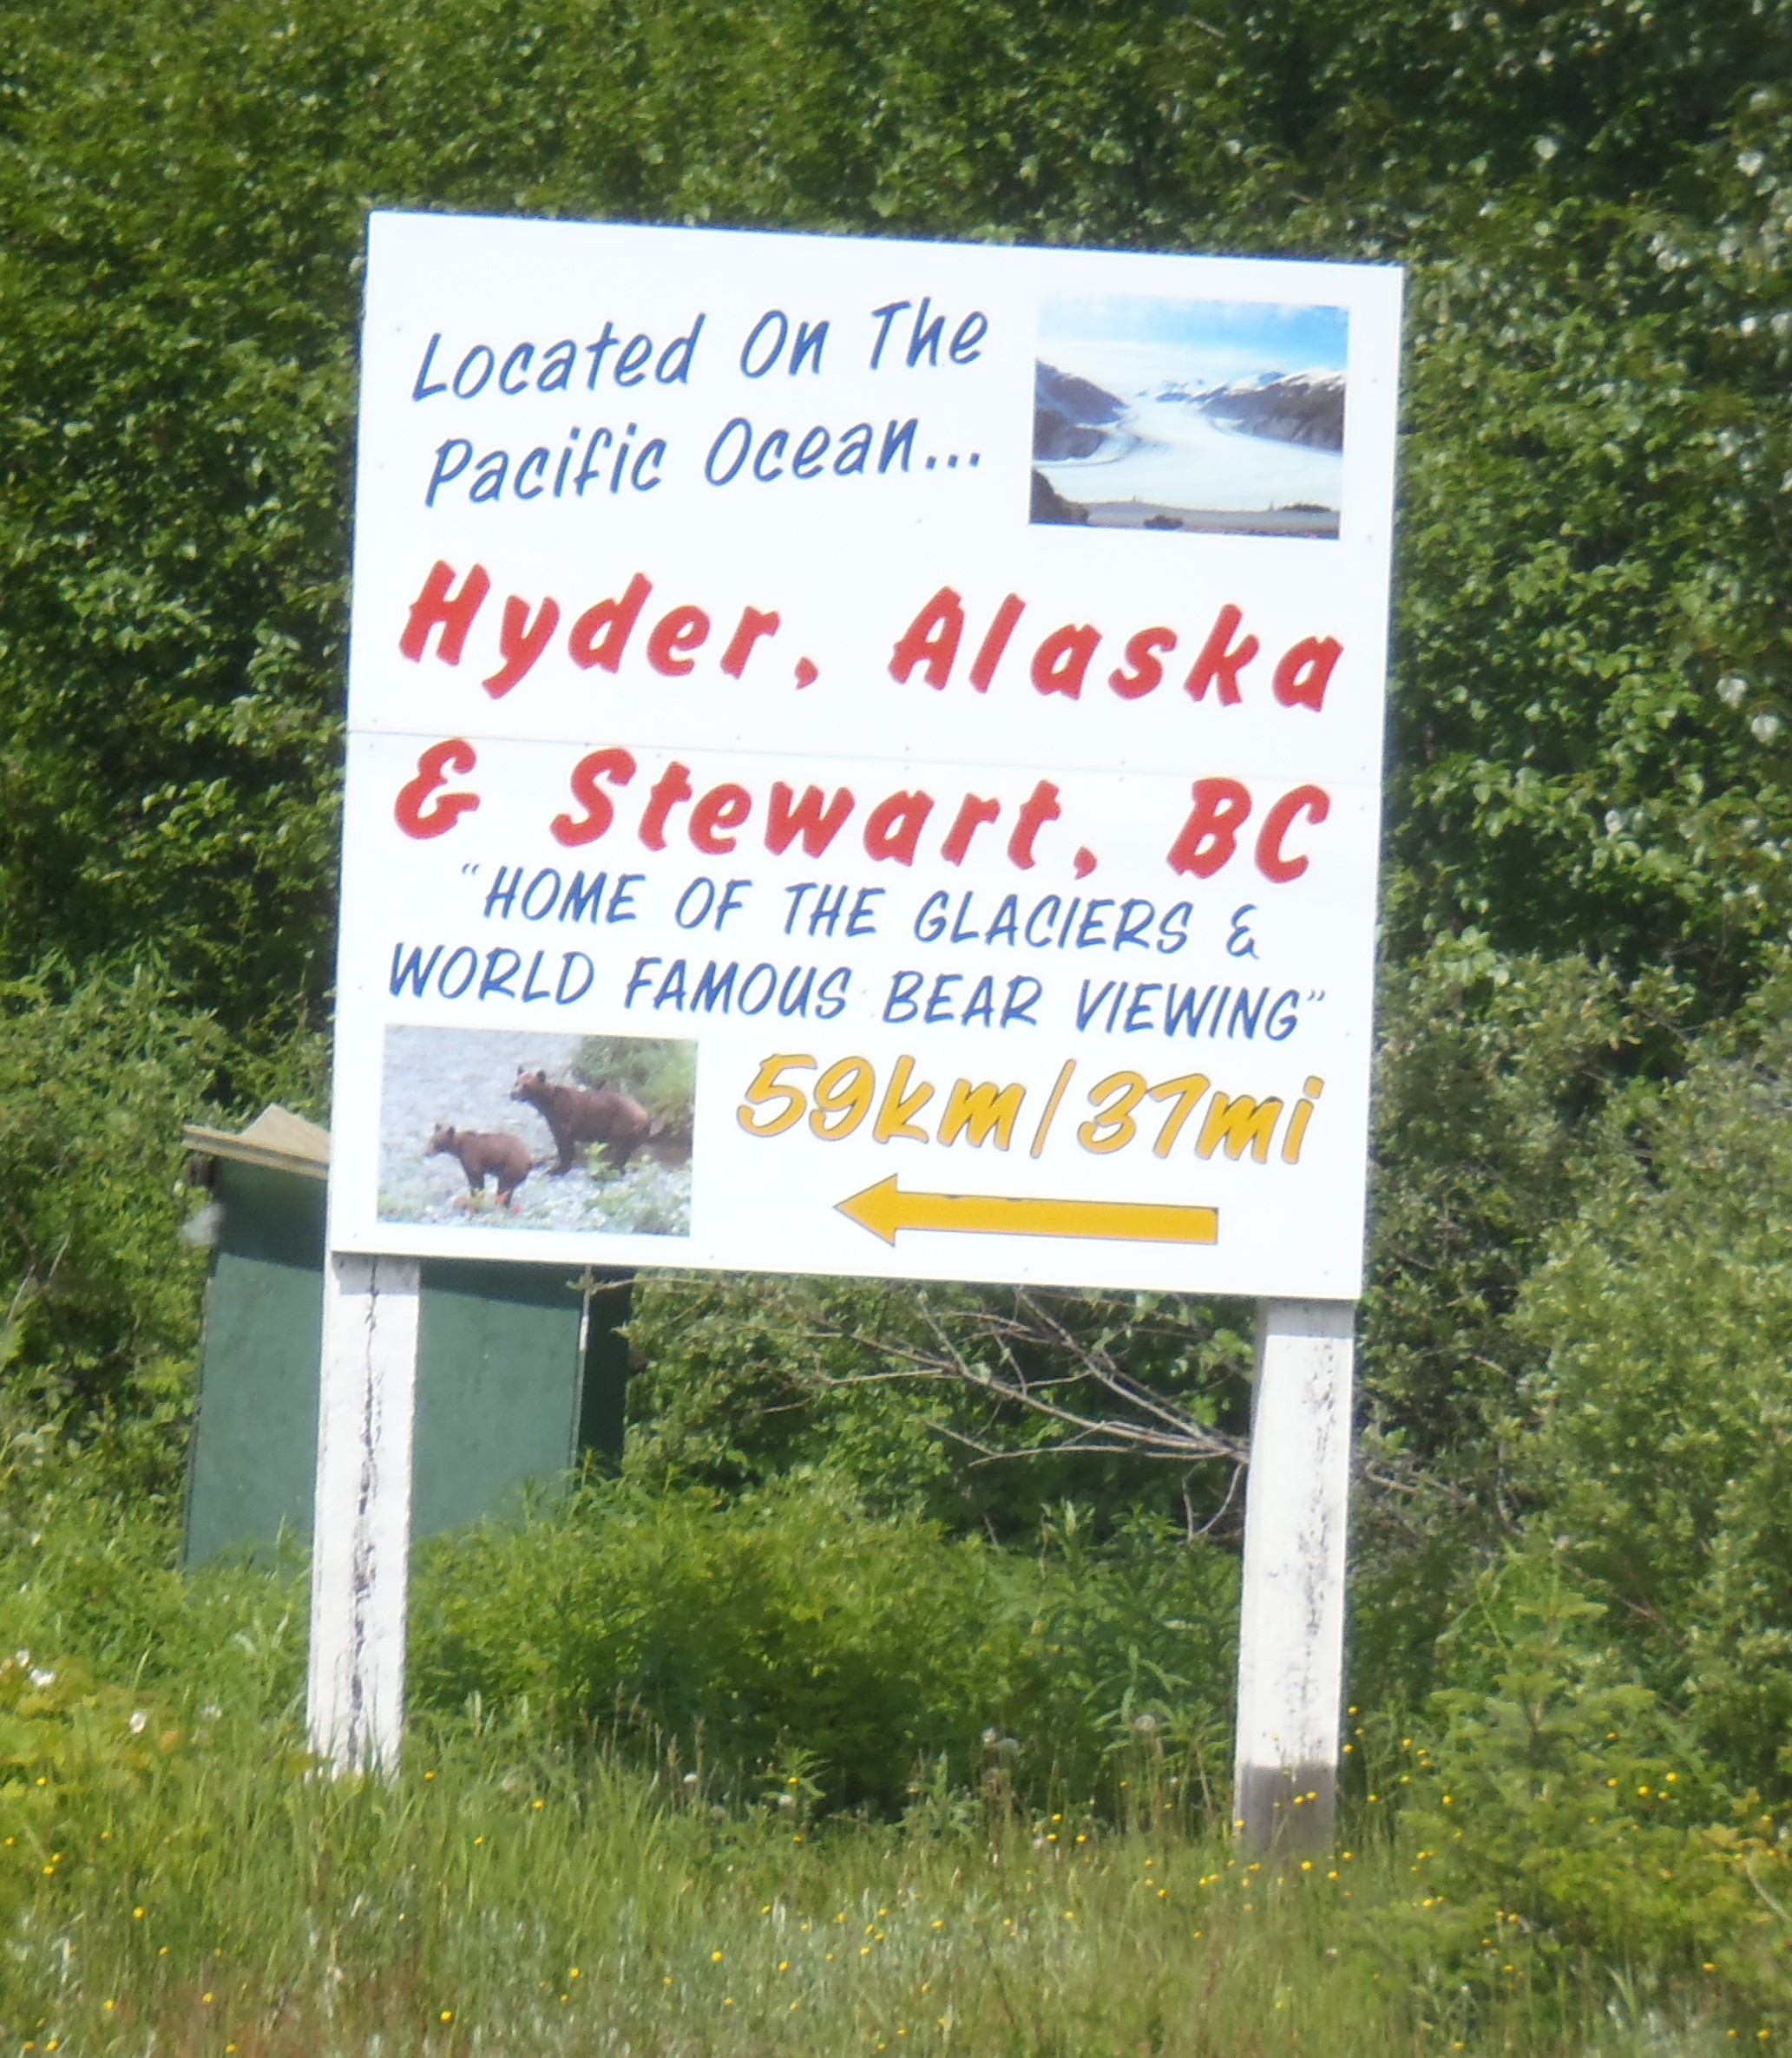 Located On The
Pacific Ocean...
Hyder, Alaska
& Stewart, BC
“HOME OF THE GLACIERS &
WORLD FAMOUS BEAR VIEWING”
59km/37mi